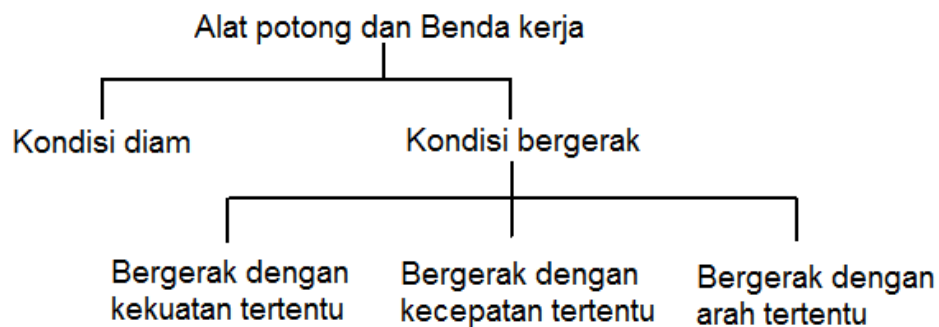 Alat potong dan Benda kerja
Kondisi diam
Kondisi bergerak
Bergerak dengan
kekuatan tertentu
Bergerak dengan
kecepatan tertentu
Bergerak dengan
arah tertentu